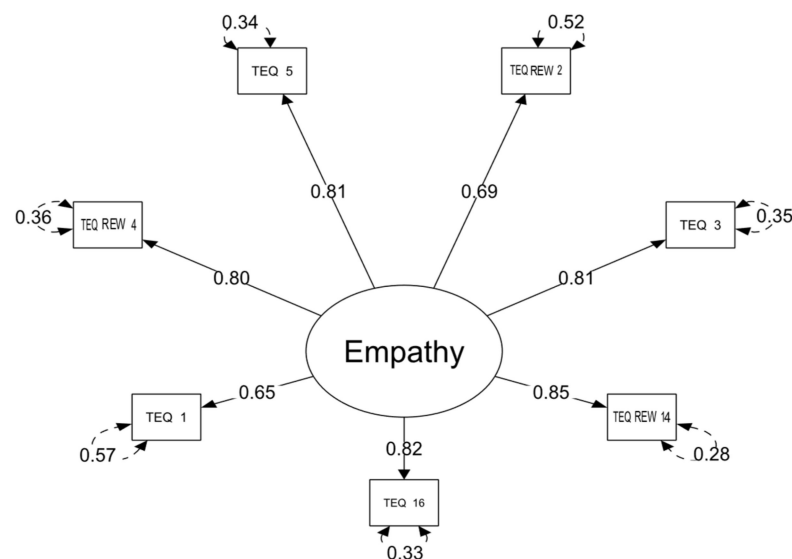 0.34
0.52
TEQ 5
TEQ REW 2
0.81
0.69
0.36
TEQ REW 4
TEQ 3
0.35
0.80
0.81
Empathy
0.65
0.85
TEQ 1
TEQ REW 14
0.57
0.82
0.28
TEQ 16
0.33